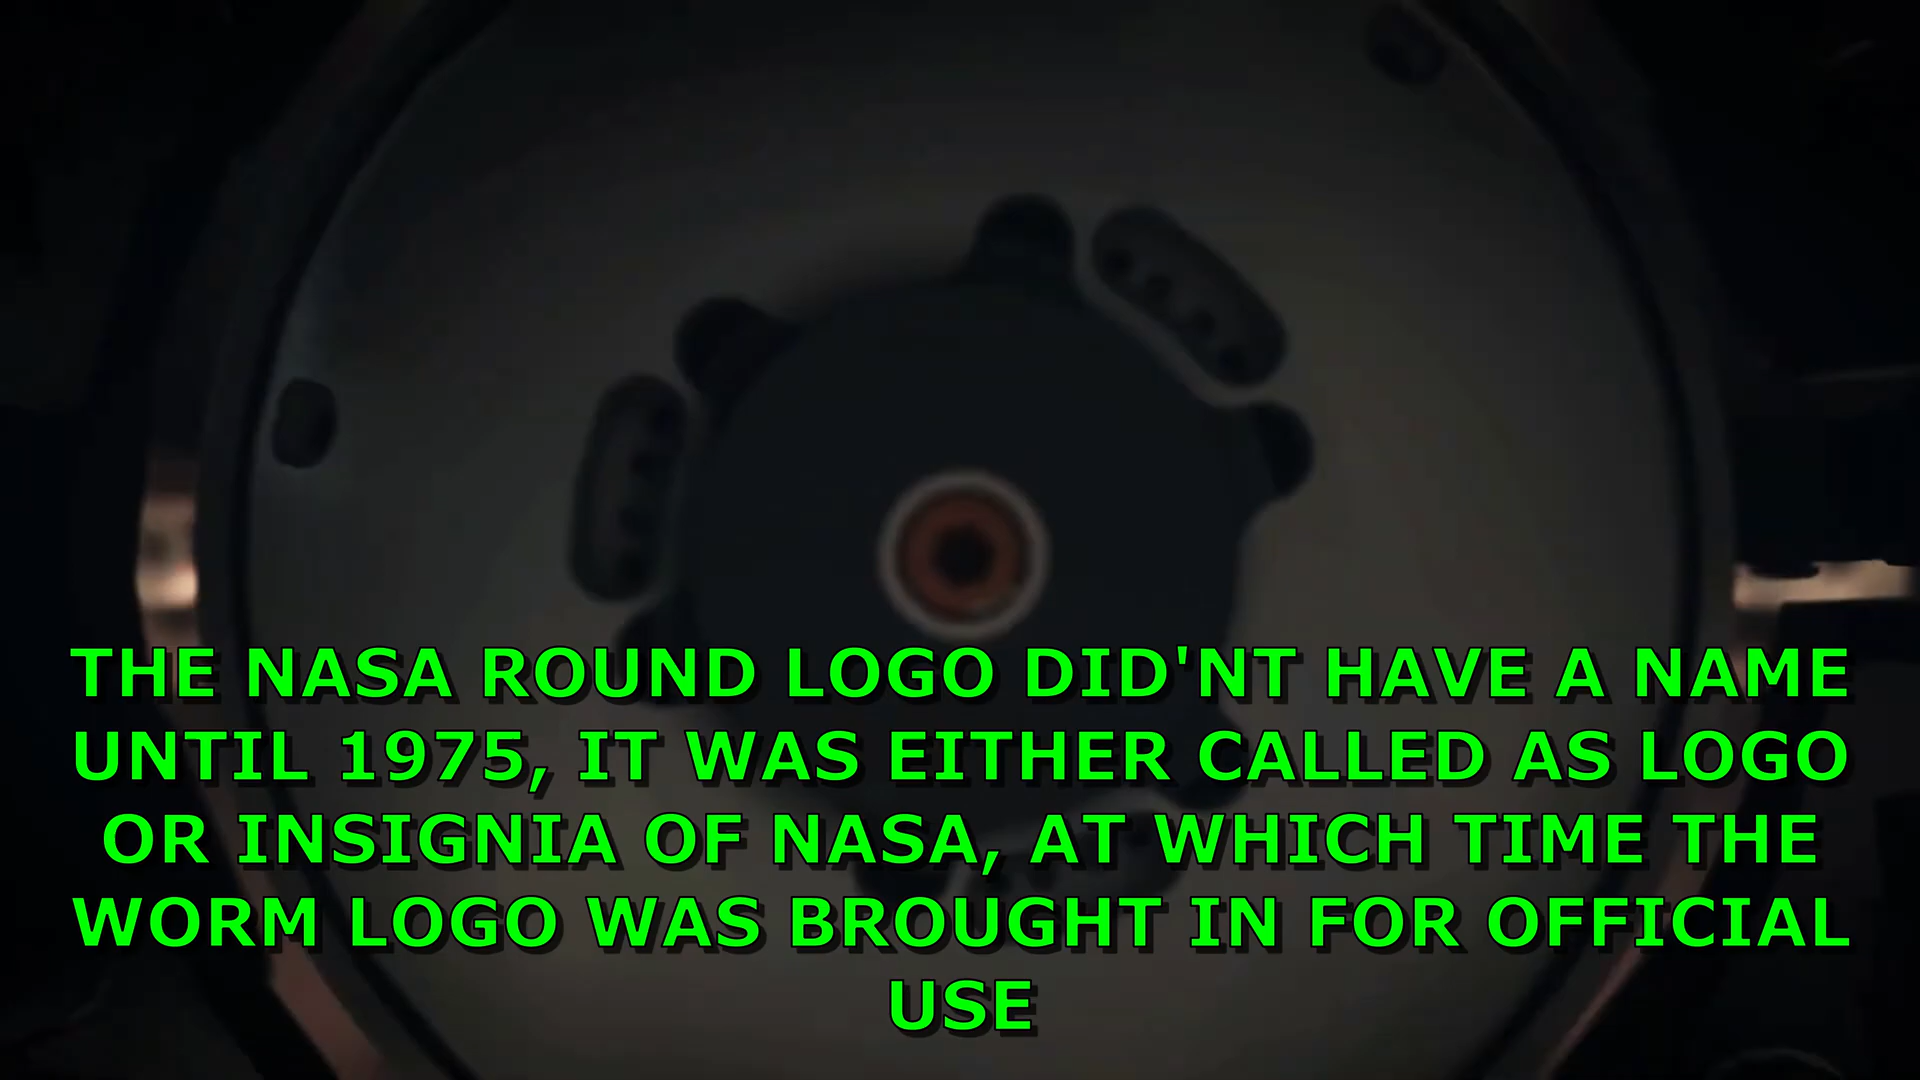 THE NASA ROUND LOGO DID'NT HAVE A NAME
UNTIL 1975, IT WAS EITHER CALLED AS LOGO
OR INSIGNIA OF NASA, AT WHICH TIME THE
WORM LOGO WAS BROUGHT IN FOR OFFICIAL
USE